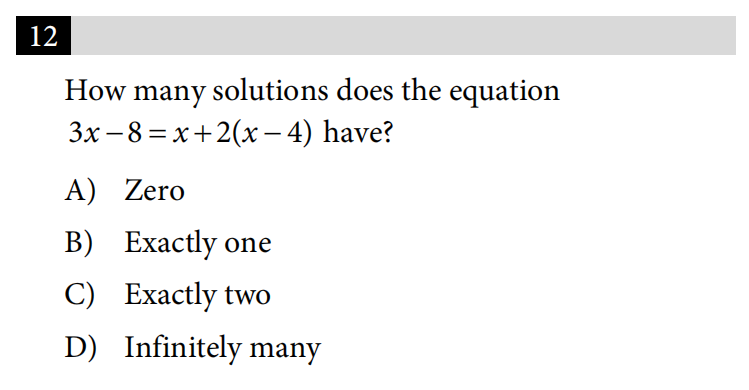 12
How many solutions does the equation
3x − 8 = x + 2(x − 4) have?
A) Zero
B) Exactly one
C) Exactly two
D) Infinitely many